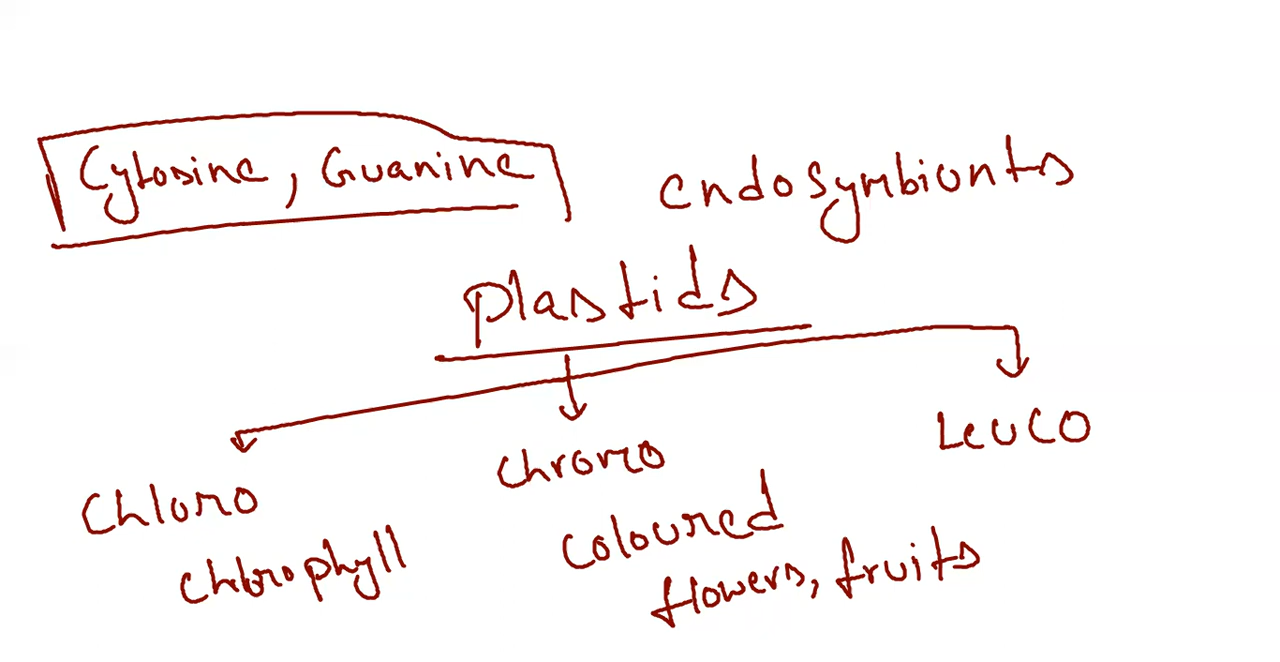 Cytosine, Guanine
endosymbionts
plastids
Chloro
Chromo
Leuco
Chlorophyll
Coloured
flowers, fruits